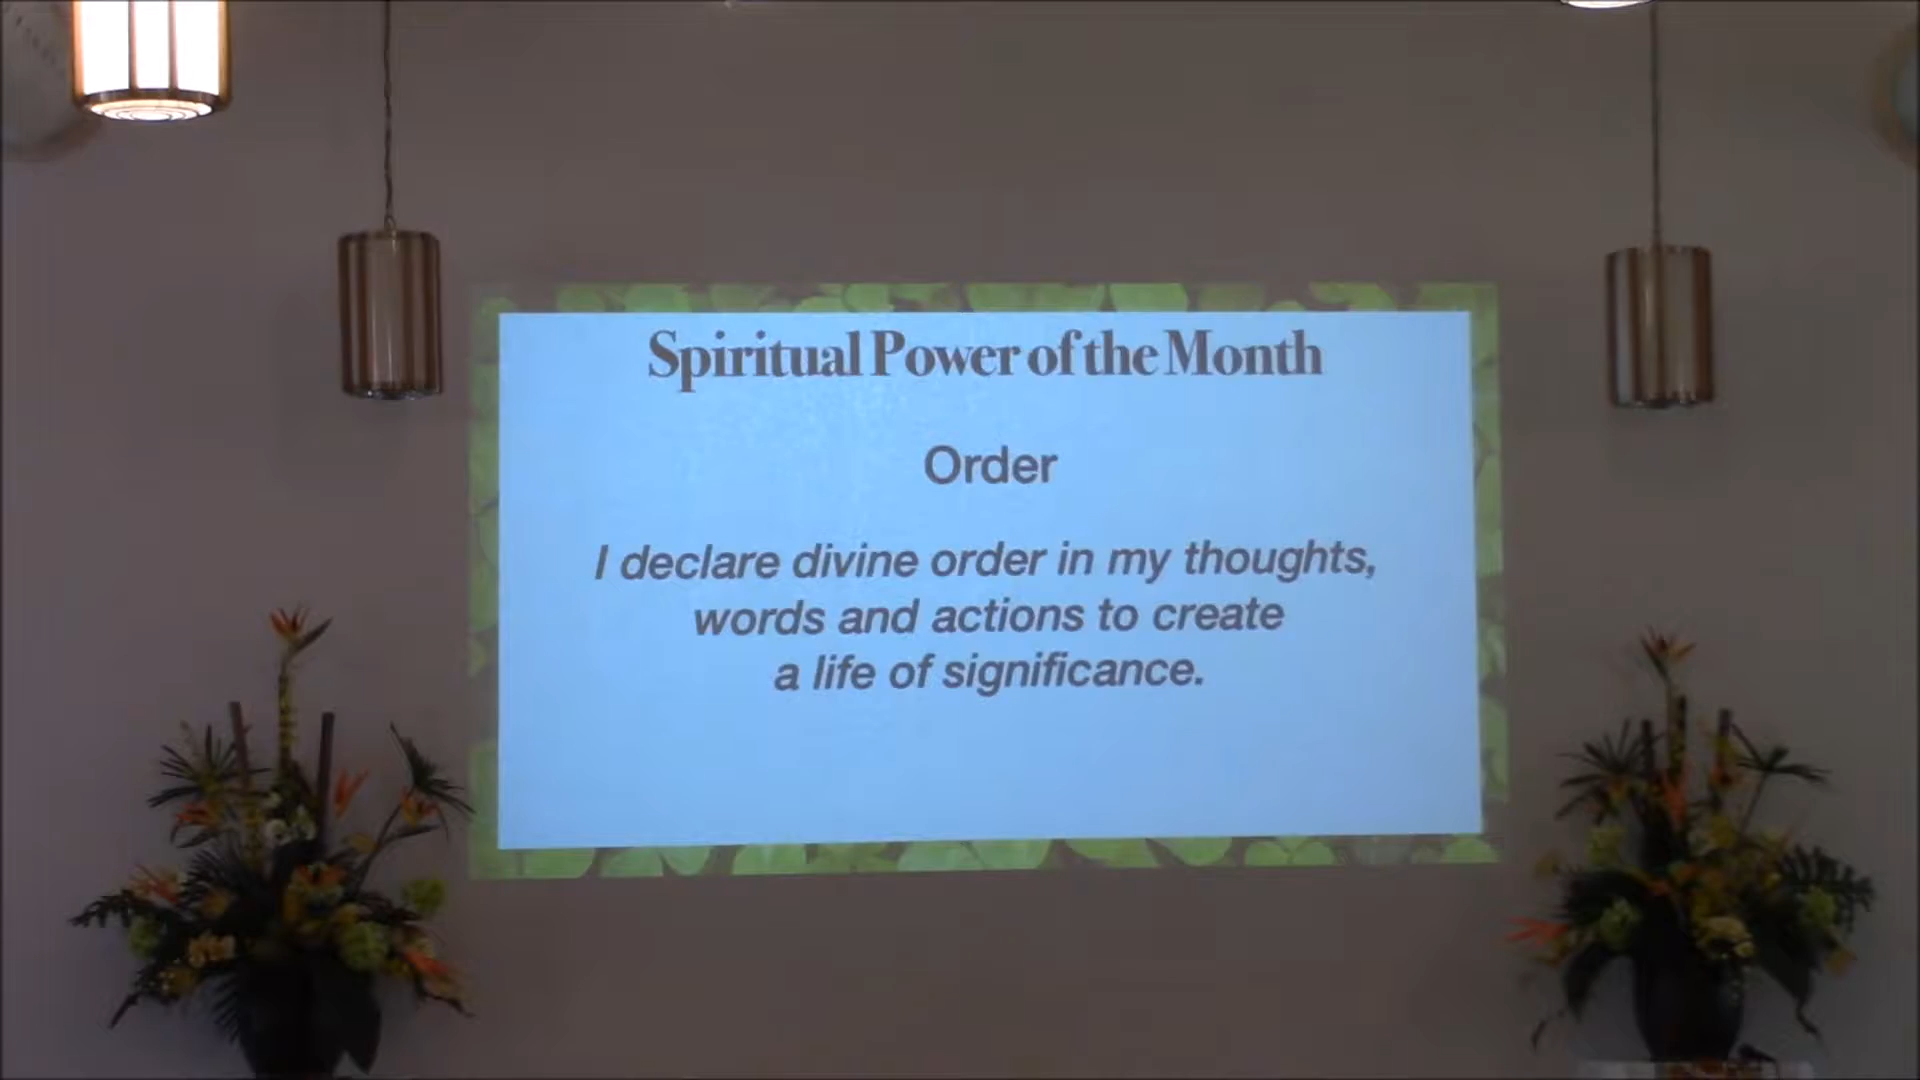 Spiritual Power of the Month
Order
I declare divine order in my thoughts,
words and actions to create
a life of significance.